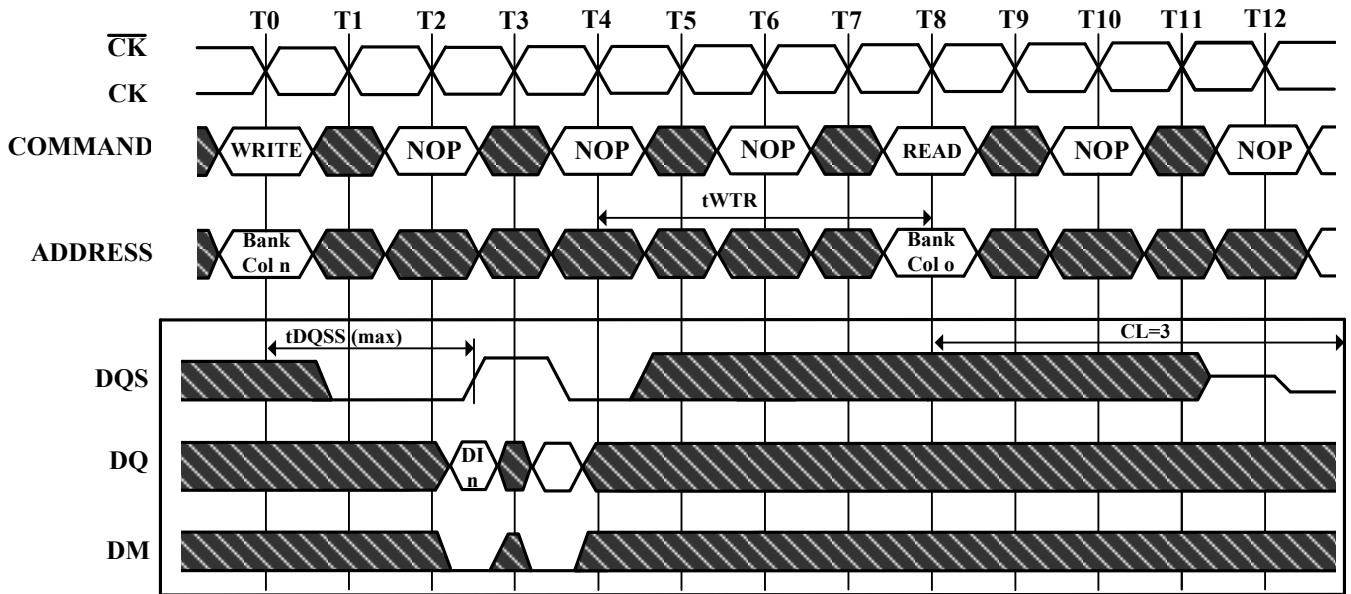 T0 T1 T2 T3 T4 T5 T6 T7 T8 T9 T10 T11 T12
CK
CK
COMMAND WRITE NOP NOP NOP READ NOP NOP
tWTR
ADDRESS Bank Col n Bank Col o
tDQSS (max) CL=3
DQS
DQ DI n
DM